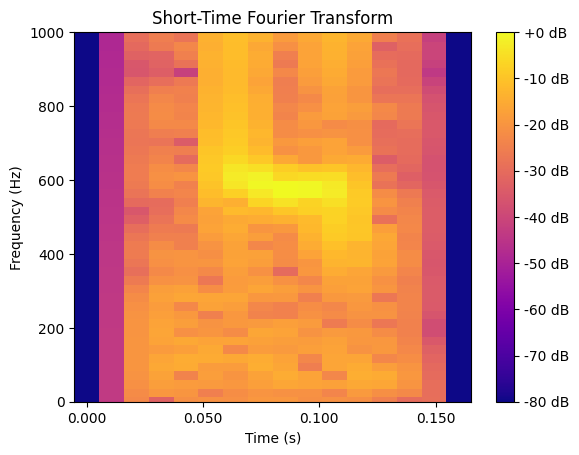 Short-Time Fourier Transform
1000
800
600
400
200
0
Frequency (Hz)
0.000
0.050
0.100
0.150
Time (s)
+0 dB
-10 dB
-20 dB
-30 dB
-40 dB
-50 dB
-60 dB
-70 dB
-80 dB